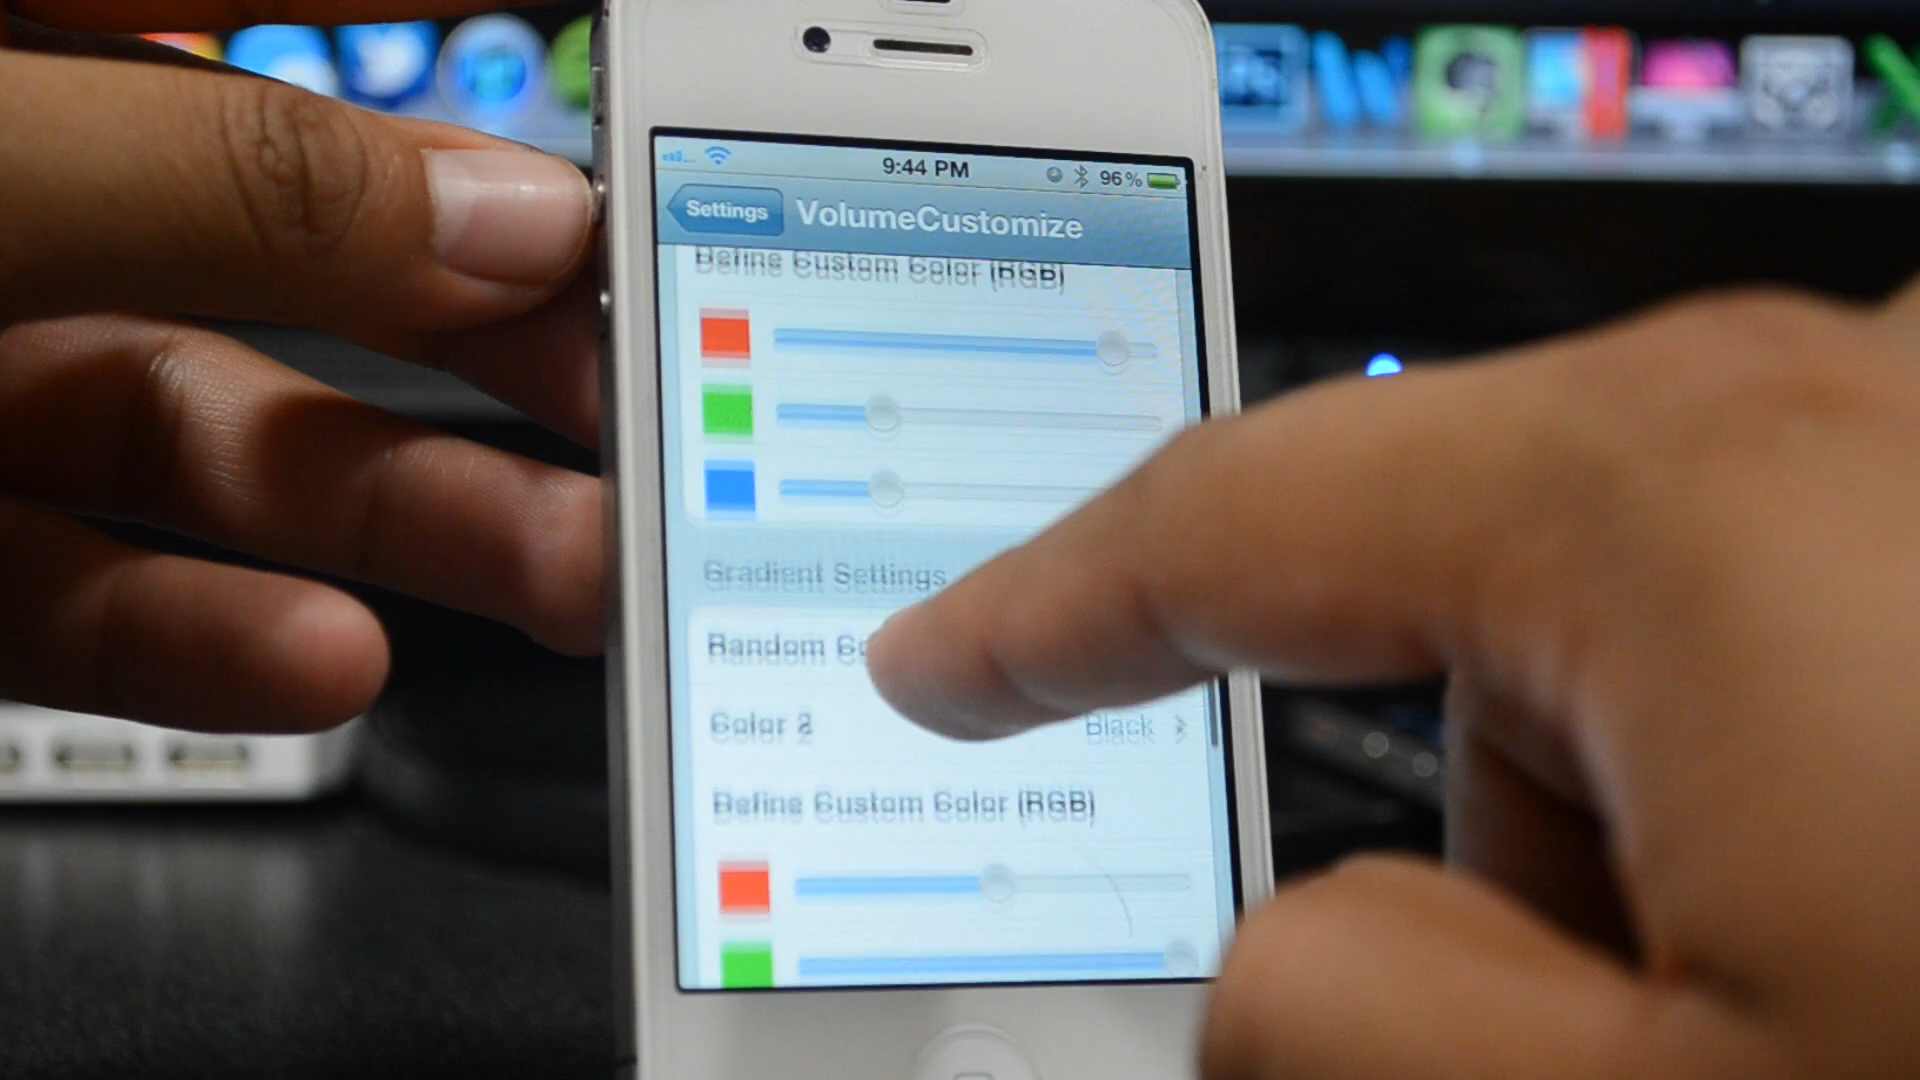 9:44 PM
96%
Settings
VolumeCustomize
Define Custom Color (RGB)
Gradient Settings
Random
Color 2
Black
Define Custom Color (RGB)